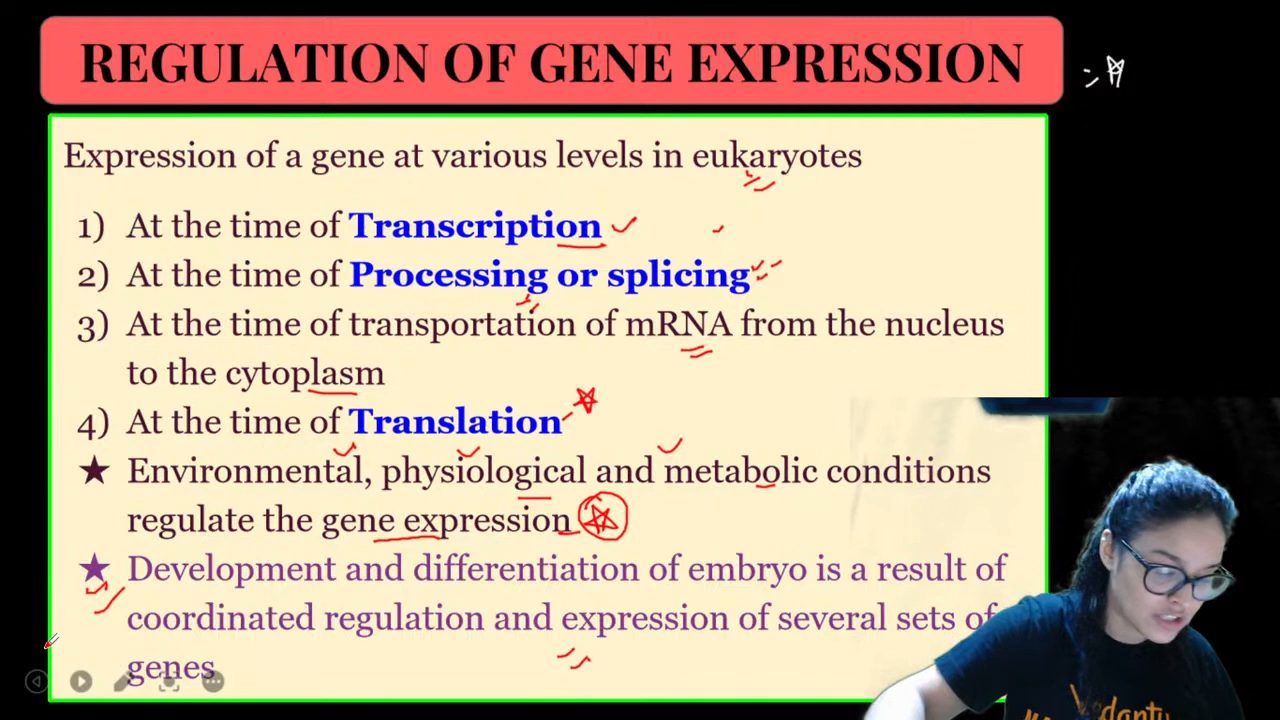 REGULATION OF GENE EXPRESSION
Expression of a gene at various levels in eukaryotes
1) At the time of Transcription
2) At the time of Processing or splicing
3) At the time of transportation of mRNA from the nucleus
to the cytoplasm
4) At the time of Translation
★ Environmental, physiological and metabolic conditions
regulate the gene expression
★ Development and differentiation of embryo is a result of
coordinated regulation and expression of several sets of
genes